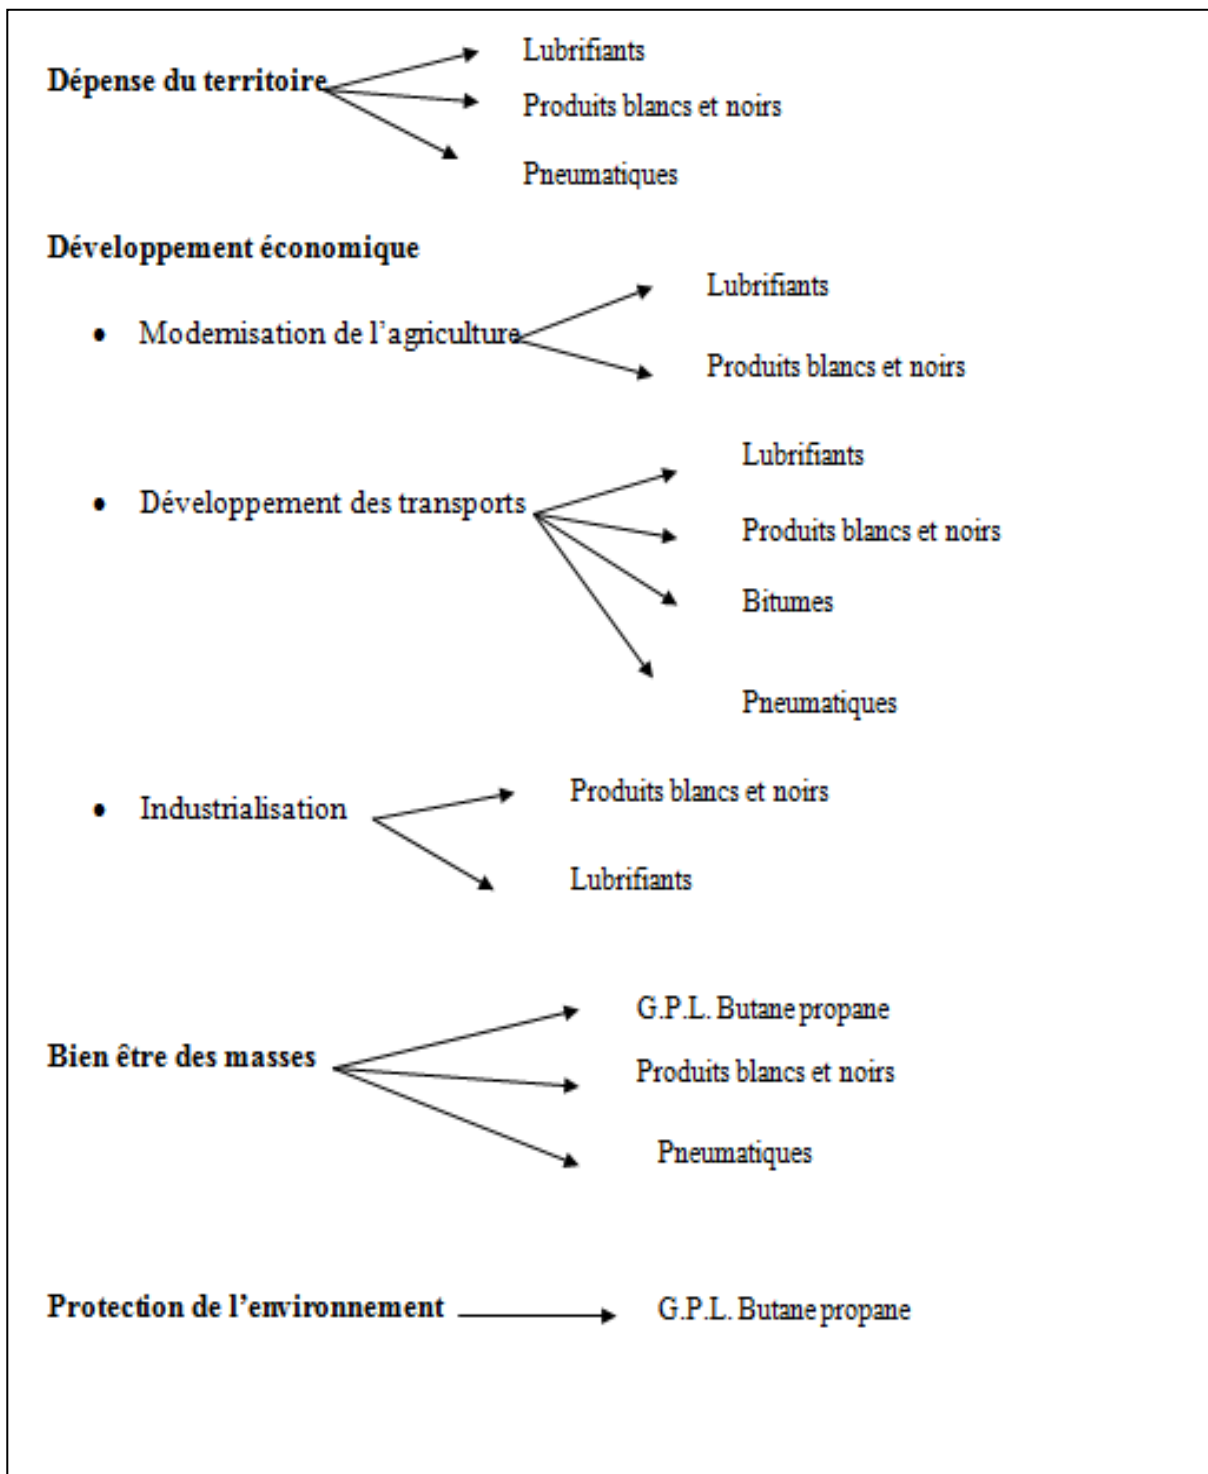 Dépense du territoire
Lubrifiants
Produits blancs et noirs
Pneumatiques
Développement économique
• Modernisation de l’agriculture
Lubrifiants
Produits blancs et noirs
• Développement des transports
Lubrifiants
Produits blancs et noirs
Bitumes
Pneumatiques
• Industrialisation
Produits blancs et noirs
Lubrifiants
Bien être des masses
G.P.L. Butane propane
Produits blancs et noirs
Pneumatiques
Protection de l’environnement
G.P.L. Butane propane